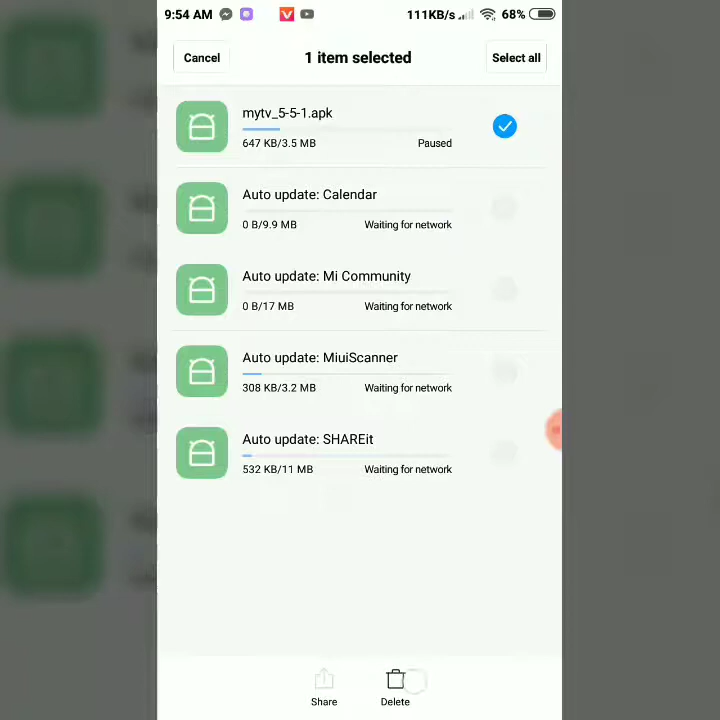 9:54 AM 111KB/s 68%
Cancel 1 item selected Select all
mytv_5-5-1.apk
647 KB/3.5 MB Paused
Auto update: Calendar
0 B/9.9 MB Waiting for network
Auto update: Mi Community
0 B/17 MB Waiting for network
Auto update: MiuiScanner
308 KB/3.2 MB Waiting for network
Auto update: SHAREit
532 KB/11 MB Waiting for network
Share Delete